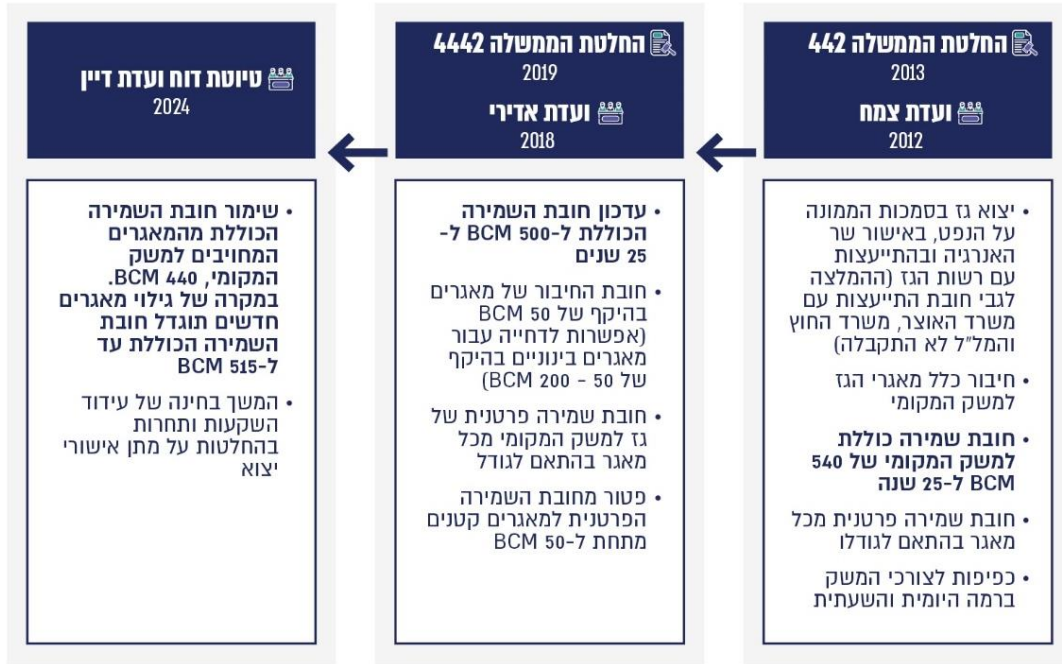 החלטת הממשלה 442
2013
ועדת צמח
2012
• יצוא גז בסמכות הממונה
על הנפט, באישור שר
האנרגיה ובהתייעצות
עם רשות הגז (ההמלצה
לגבי חובת התייעצות עם
משרד האוצר, משרד החוץ
והמל"ל לא התקבלה)
• חיבור כלל מאגרי הגז
למשק המקומי
• חובת שמירה כוללת
למשק המקומי של 540
BCM ל-25 שנה
• חובת שמירה פרטנית מכל
מאגר בהתאם לגודלו
• כפיפות לצורכי המשק
ברמה היומית והשעתית
החלטת הממשלה 4442
2019
ועדת אדירי
2018
• עדכון חובת השמירה
הכוללת ל-500 BCM ל-
25 שנים
• חובת החיבור של מאגרים
בהיקף של 50 BCM
(אפשרות לדחייה עבור
מאגרים בינוניים בהיקף
של 50 - 200 BCM)
• חובת שמירה פרטנית של
גז למשק המקומי מכל
מאגר בהתאם לגודל
• פטור מחובת השמירה
הפרטנית למאגרים קטנים
מתחת ל-50 BCM
טיוטת דוח ועדת דיין
2024
• שימור חובת השמירה
הכוללת מהמאגרים
המחויבים למשק
המקומי, 440 BCM.
במקרה של גילוי מאגרים
חדשים תוגדל חובת
השמירה הכוללת עד
ל-515 BCM
• המשך בחינה של עידוד
השקעות ותחרות
בהחלטות על מתן אישורי
יצוא